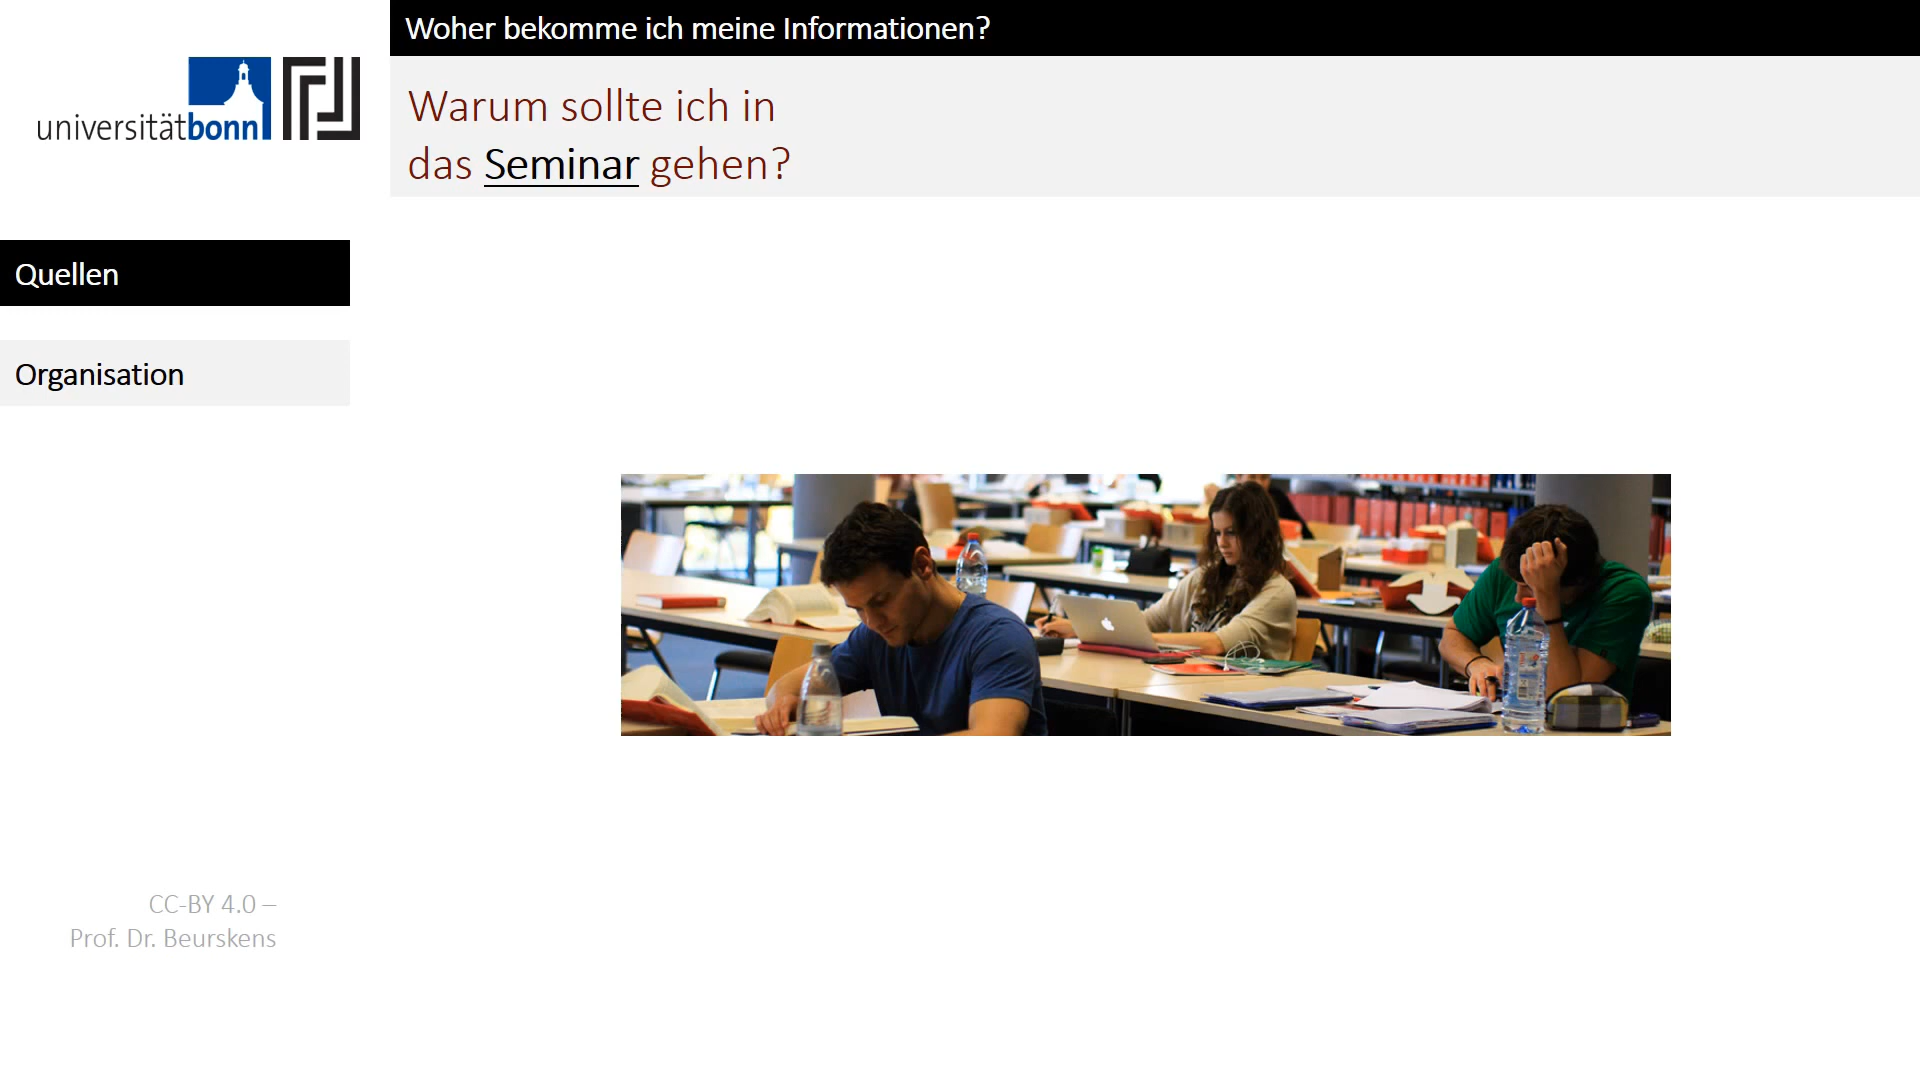 Woher bekomme ich meine Informationen?
universitätbonn
Warum sollte ich in
das Seminar gehen?
Quellen
Organisation
CC-BY 4.0 –
Prof. Dr. Beurskens